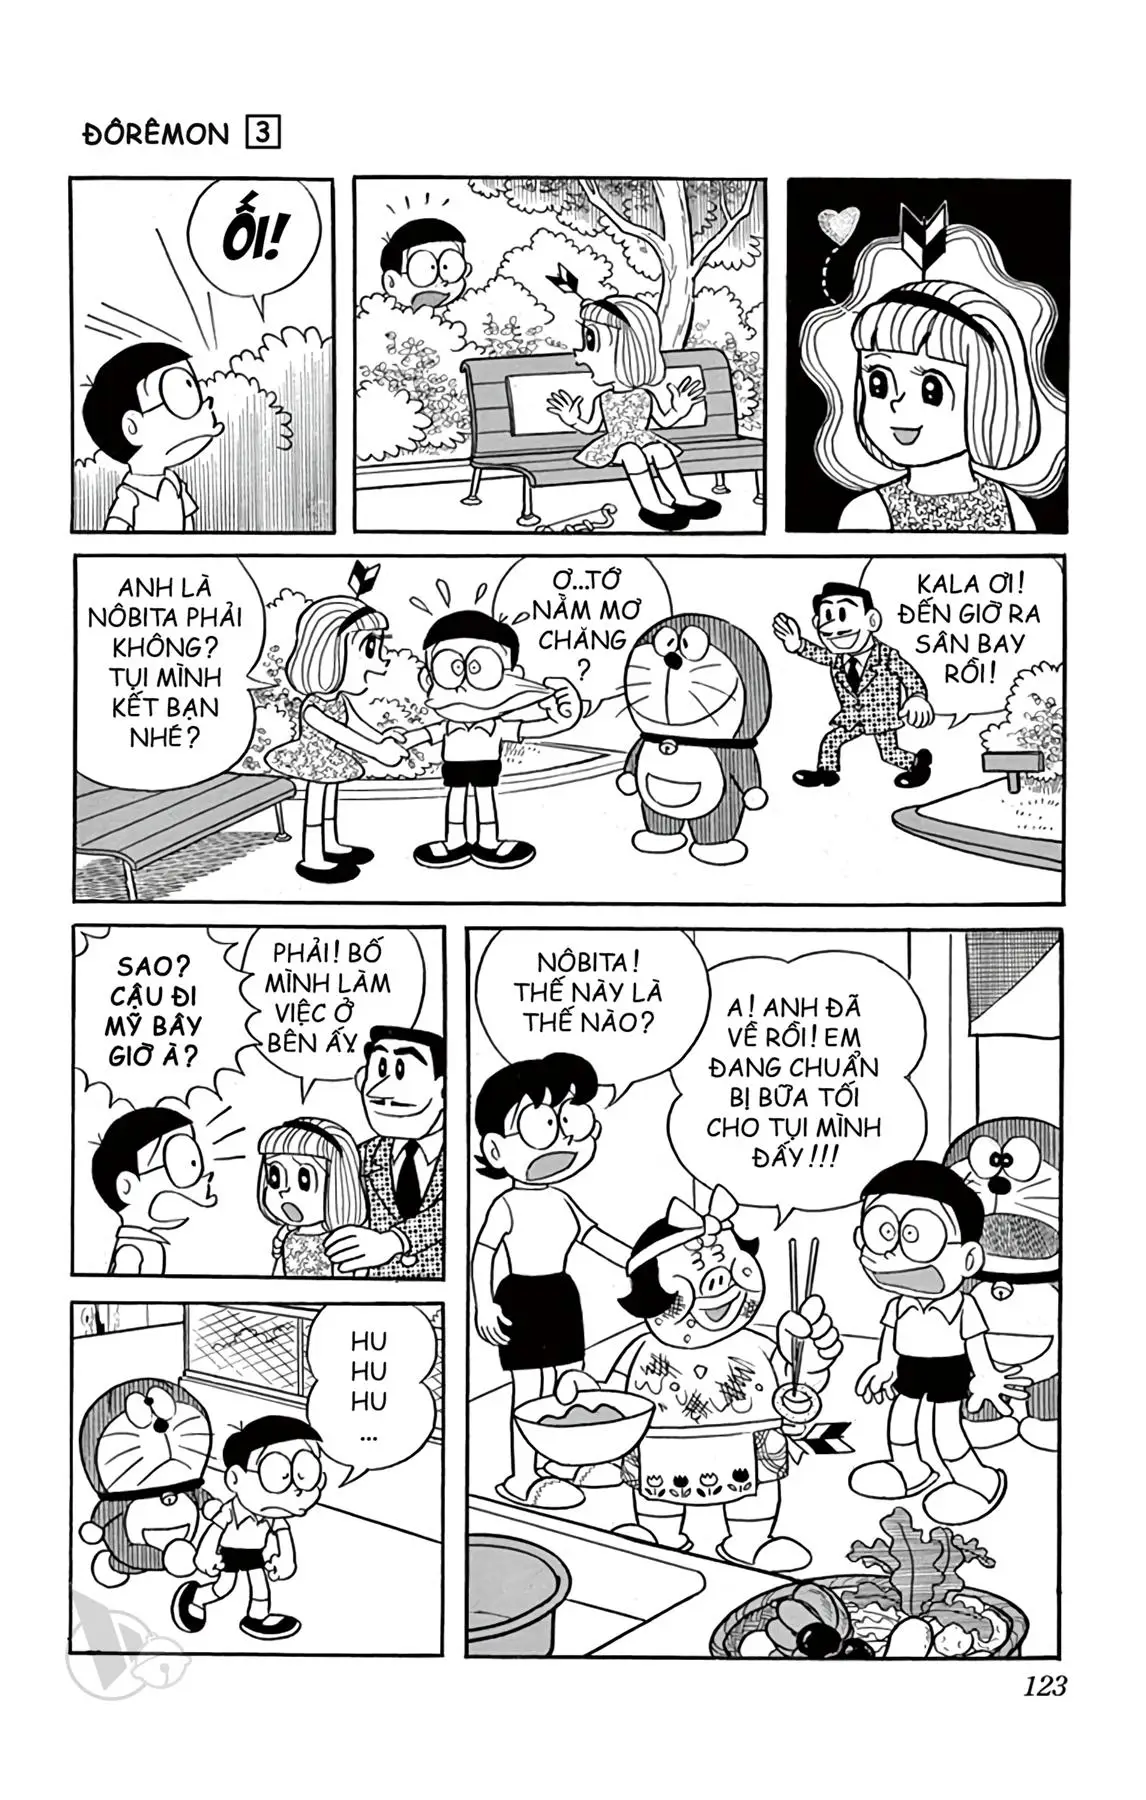 ĐÔRÊMON 3
ỐI!
ANH LÀ
NÔBITA PHẢI
KHÔNG?
TỤI MÌNH
KẾT BẠN
NHÉ?
Ơ...TỚ
NẰM MƠ
CHĂNG
?
KALA ƠI!
ĐẾN GIỜ RA
SÂN BAY
RỒI!
SAO?
CẬU ĐI
MỸ BÂY
GIỜ À?
PHẢI! BỐ
MÌNH LÀM
VIỆC Ở
BÊN ẤY.
HU
HU
HU
...
NÔBITA!
THẾ NÀY LÀ
THẾ NÀO?
A! ANH ĐÃ
VỀ RỒI! EM
ĐANG CHUẨN
BỊ BỮA TỐI
CHO TỤI MÌNH
ĐẤY!!!
123